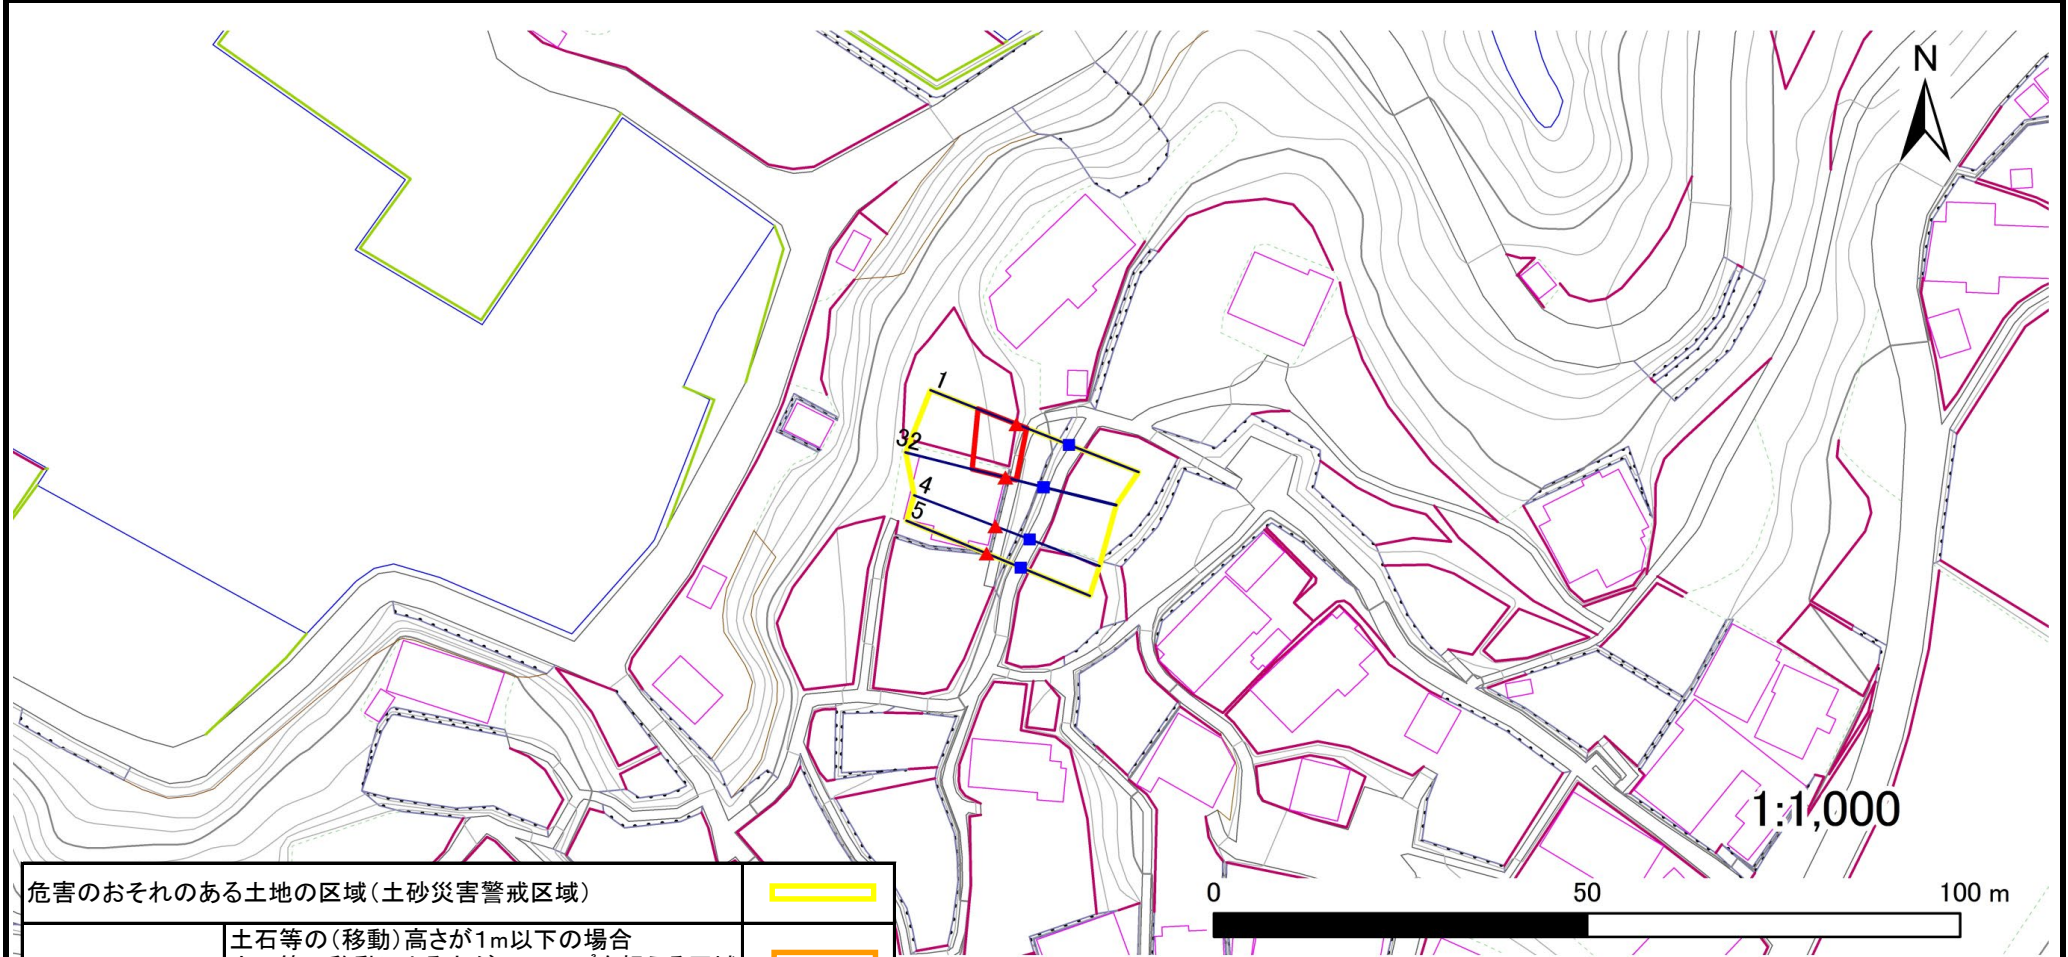 N
1
32
4
5
1:1,000
0 50 100 m
危害のおそれのある土地の区域(土砂災害警戒区域)
土石等の(移動)高さが1m以下の場合